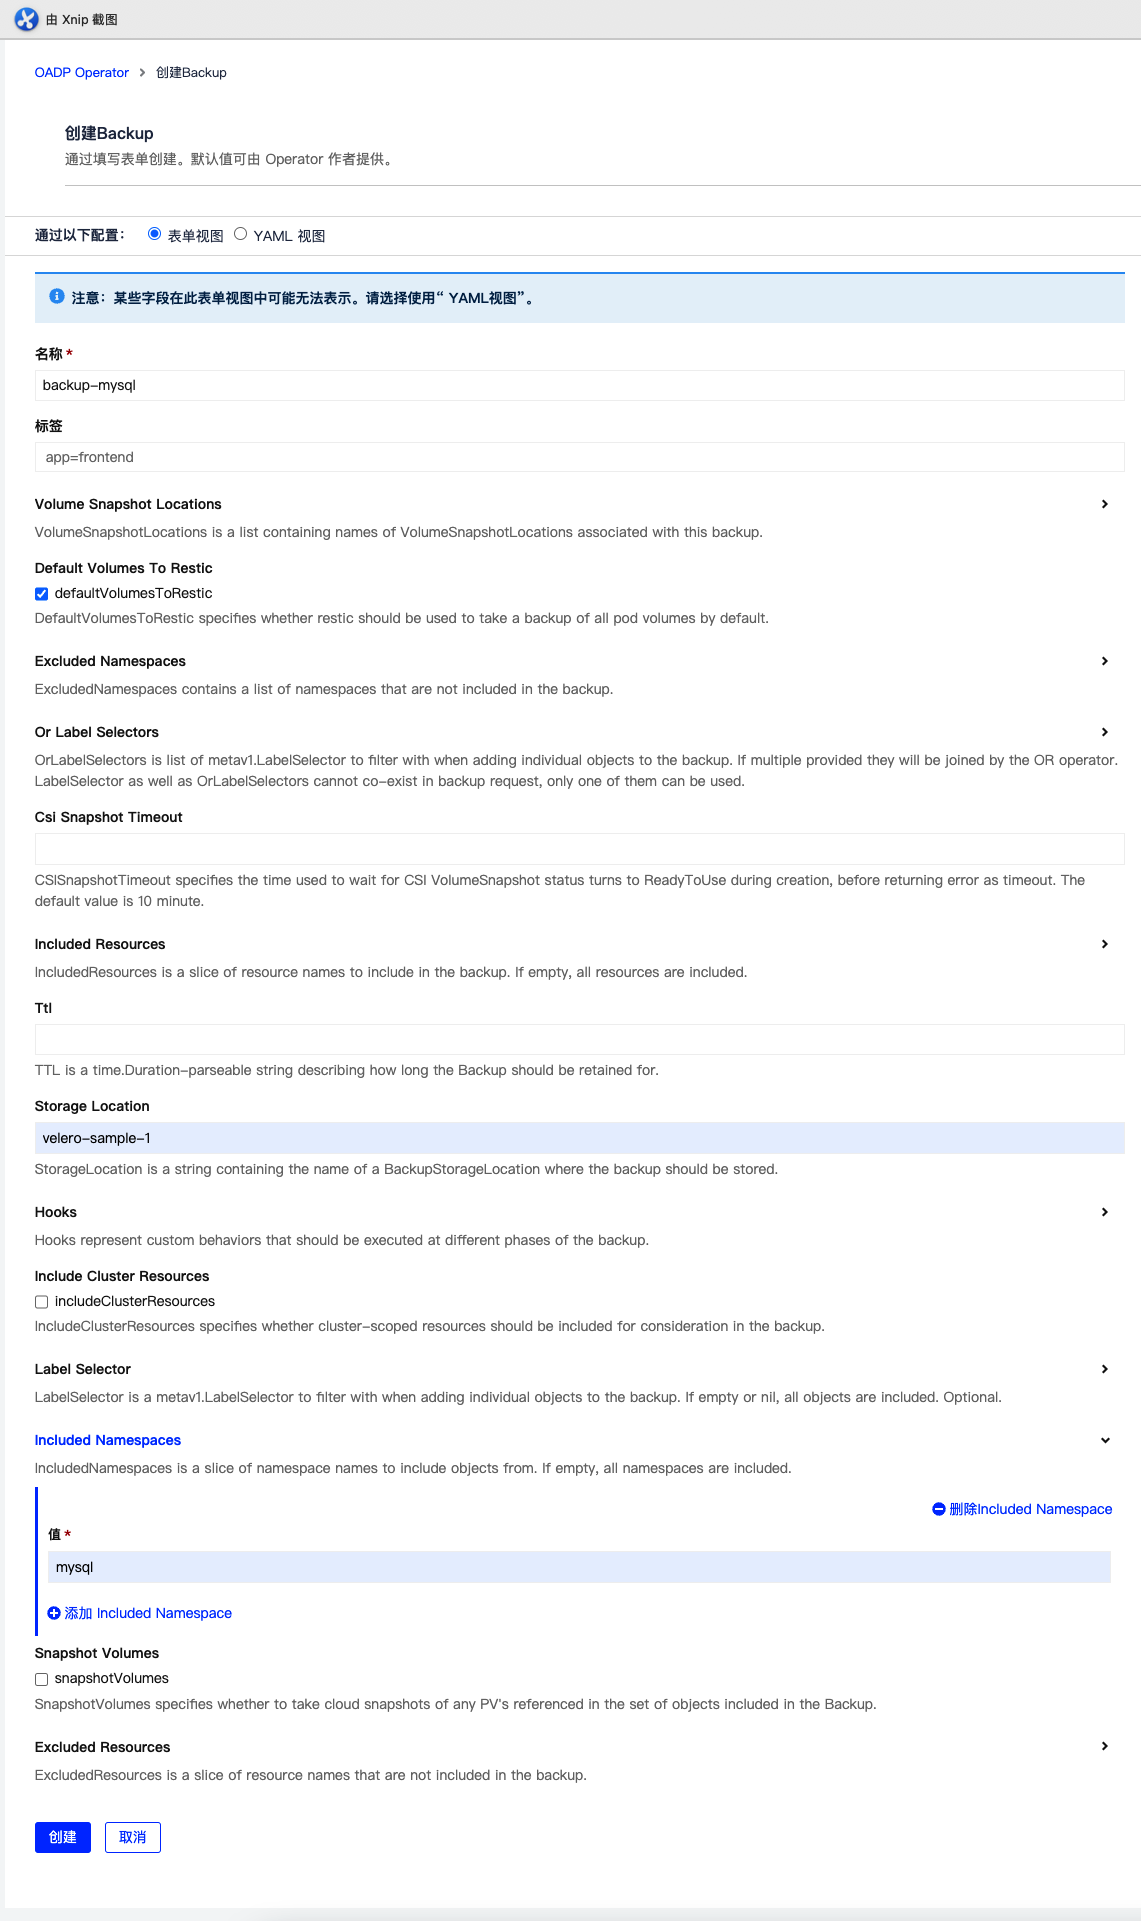 由 Xnip 截图
OADP Operator > 创建Backup
创建Backup
通过填写表单创建。默认值可由 Operator 作者提供。
通过以下配置： 表单视图 YAML 视图
注意：某些字段在此表单视图中可能无法表示。请选择使用“ YAML视图”。
名称 *
backup-mysql
标签
app=frontend
Volume Snapshot Locations
VolumeSnapshotLocations is a list containing names of VolumeSnapshotLocations associated with this backup.
Default Volumes To Restic
defaultVolumesToRestic
DefaultVolumesToRestic specifies whether restic should be used to take a backup of all pod volumes by default.
Excluded Namespaces
ExcludedNamespaces contains a list of namespaces that are not included in the backup.
Or Label Selectors
OrLabelSelectors is list of metav1.LabelSelector to filter with when adding individual objects to the backup. If multiple provided they will be joined by the OR operator.
LabelSelector as well as OrLabelSelectors cannot co-exist in backup request, only one of them can be used.
Csi Snapshot Timeout
CSISnapshotTimeout specifies the time used to wait for CSI VolumeSnapshot status turns to ReadyToUse during creation, before returning error as timeout. The
default value is 10 minute.
Included Resources
IncludedResources is a slice of resource names to include in the backup. If empty, all resources are included.
Ttl
TTL is a time.Duration-parseable string describing how long the Backup should be retained for.
Storage Location
velero-sample-1
StorageLocation is a string containing the name of a BackupStorageLocation where the backup should be stored.
Hooks
Hooks represent custom behaviors that should be executed at different phases of the backup.
Include Cluster Resources
includeClusterResources
IncludeClusterResources specifies whether cluster-scoped resources should be included for consideration in the backup.
Label Selector
LabelSelector is a metav1.LabelSelector to filter with when adding individual objects to the backup. If empty or nil, all objects are included. Optional.
Included Namespaces
IncludedNamespaces is a slice of namespace names to include objects from. If empty, all namespaces are included.
删除Included Namespace
值 *
mysql
添加 Included Namespace
Snapshot Volumes
snapshotVolumes
SnapshotVolumes specifies whether to take cloud snapshots of any PV's referenced in the set of objects included in the Backup.
Excluded Resources
ExcludedResources is a slice of resource names that are not included in the backup.
创建 取消